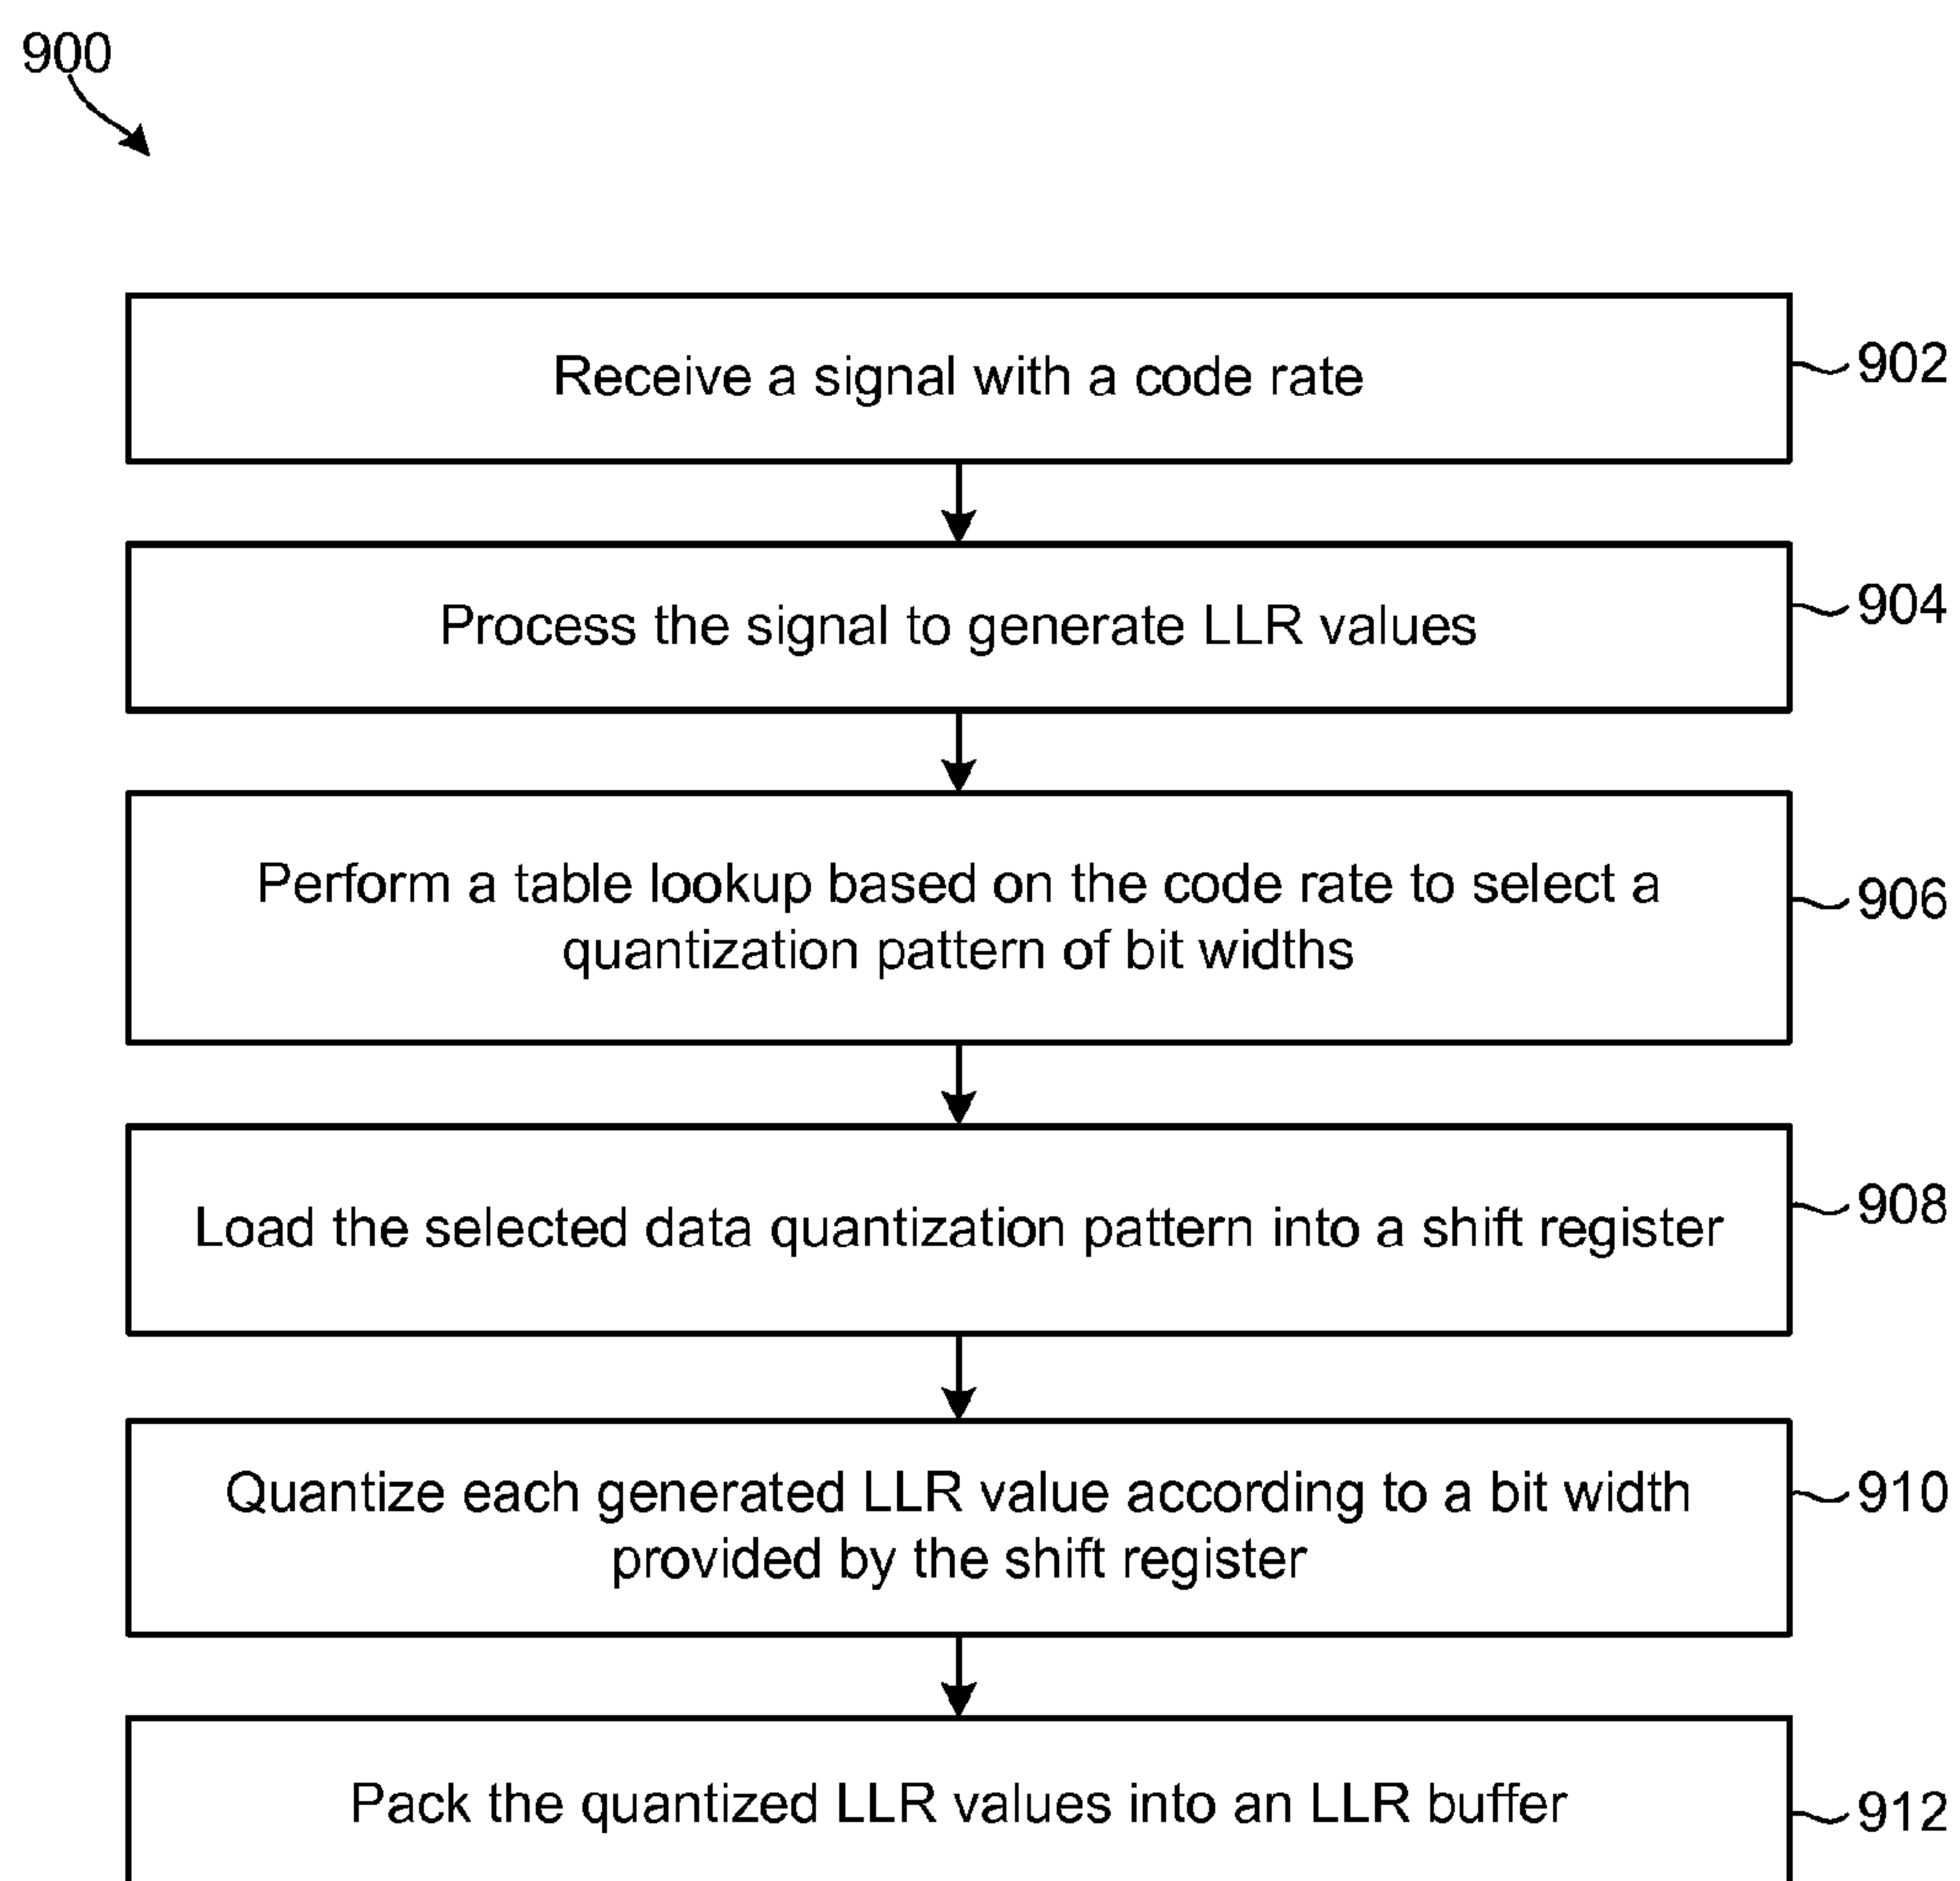 900
Receive a signal with a code rate
902
Process the signal to generate LLR values
904
Perform a table lookup based on the code rate to select a
quantization pattern of bit widths
906
Load the selected data quantization pattern into a shift register
908
Quantize each generated LLR value according to a bit width
provided by the shift register
910
Pack the quantized LLR values into an LLR buffer
912